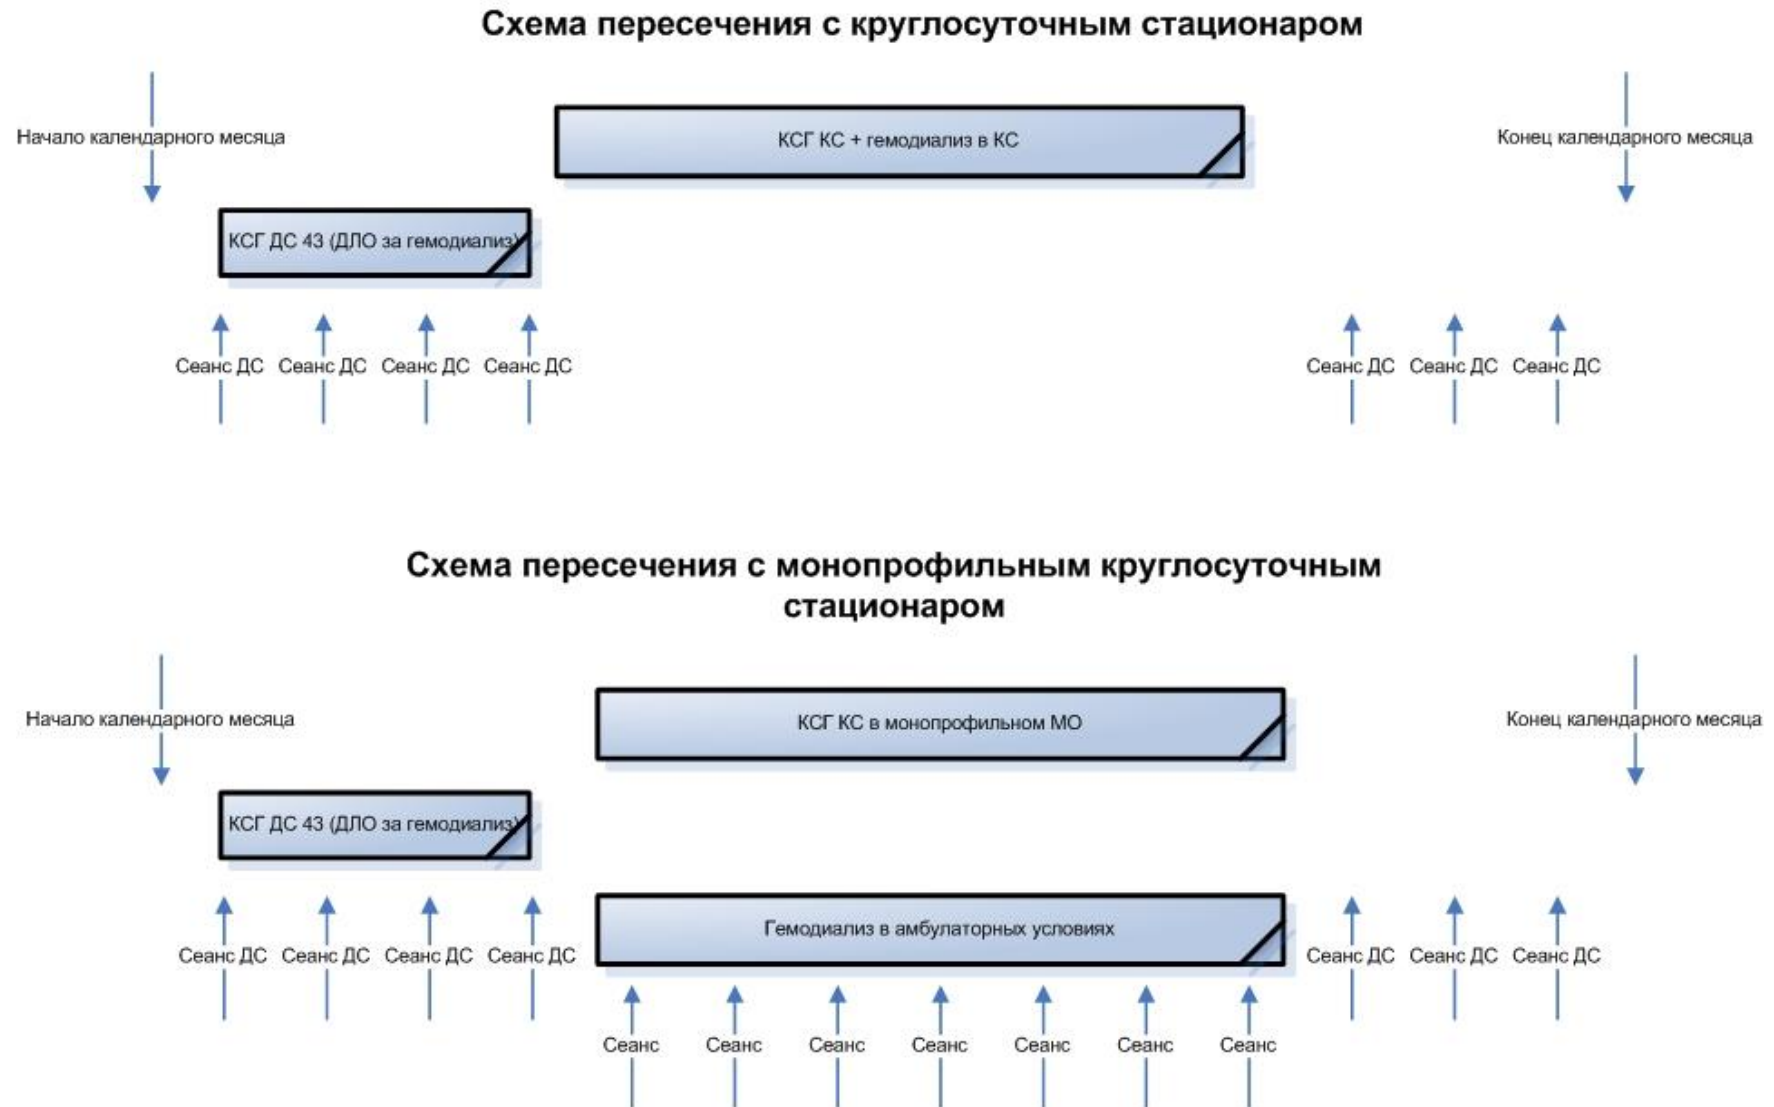 Схема пересечения с круглосуточным стационаром
Начало календарного месяца
КСГ КС + гемодиализ в КС
Конец календарного месяца
КСГ ДС 43 (ДЛО за гемодиализ)
Сеанс ДС Сеанс ДС Сеанс ДС Сеанс ДС Сеанс ДС Сеанс ДС Сеанс ДС
Схема пересечения с монопрофильным круглосуточным
стационаром
Начало календарного месяца
КСГ КС в монопрофильном МО
Конец календарного месяца
КСГ ДС 43 (ДЛО за гемодиализ)
Гемодиализ в амбулаторных условиях
Сеанс ДС Сеанс ДС Сеанс ДС Сеанс ДС Сеанс ДС Сеанс ДС Сеанс ДС
Сеанс Сеанс Сеанс Сеанс Сеанс Сеанс Сеанс